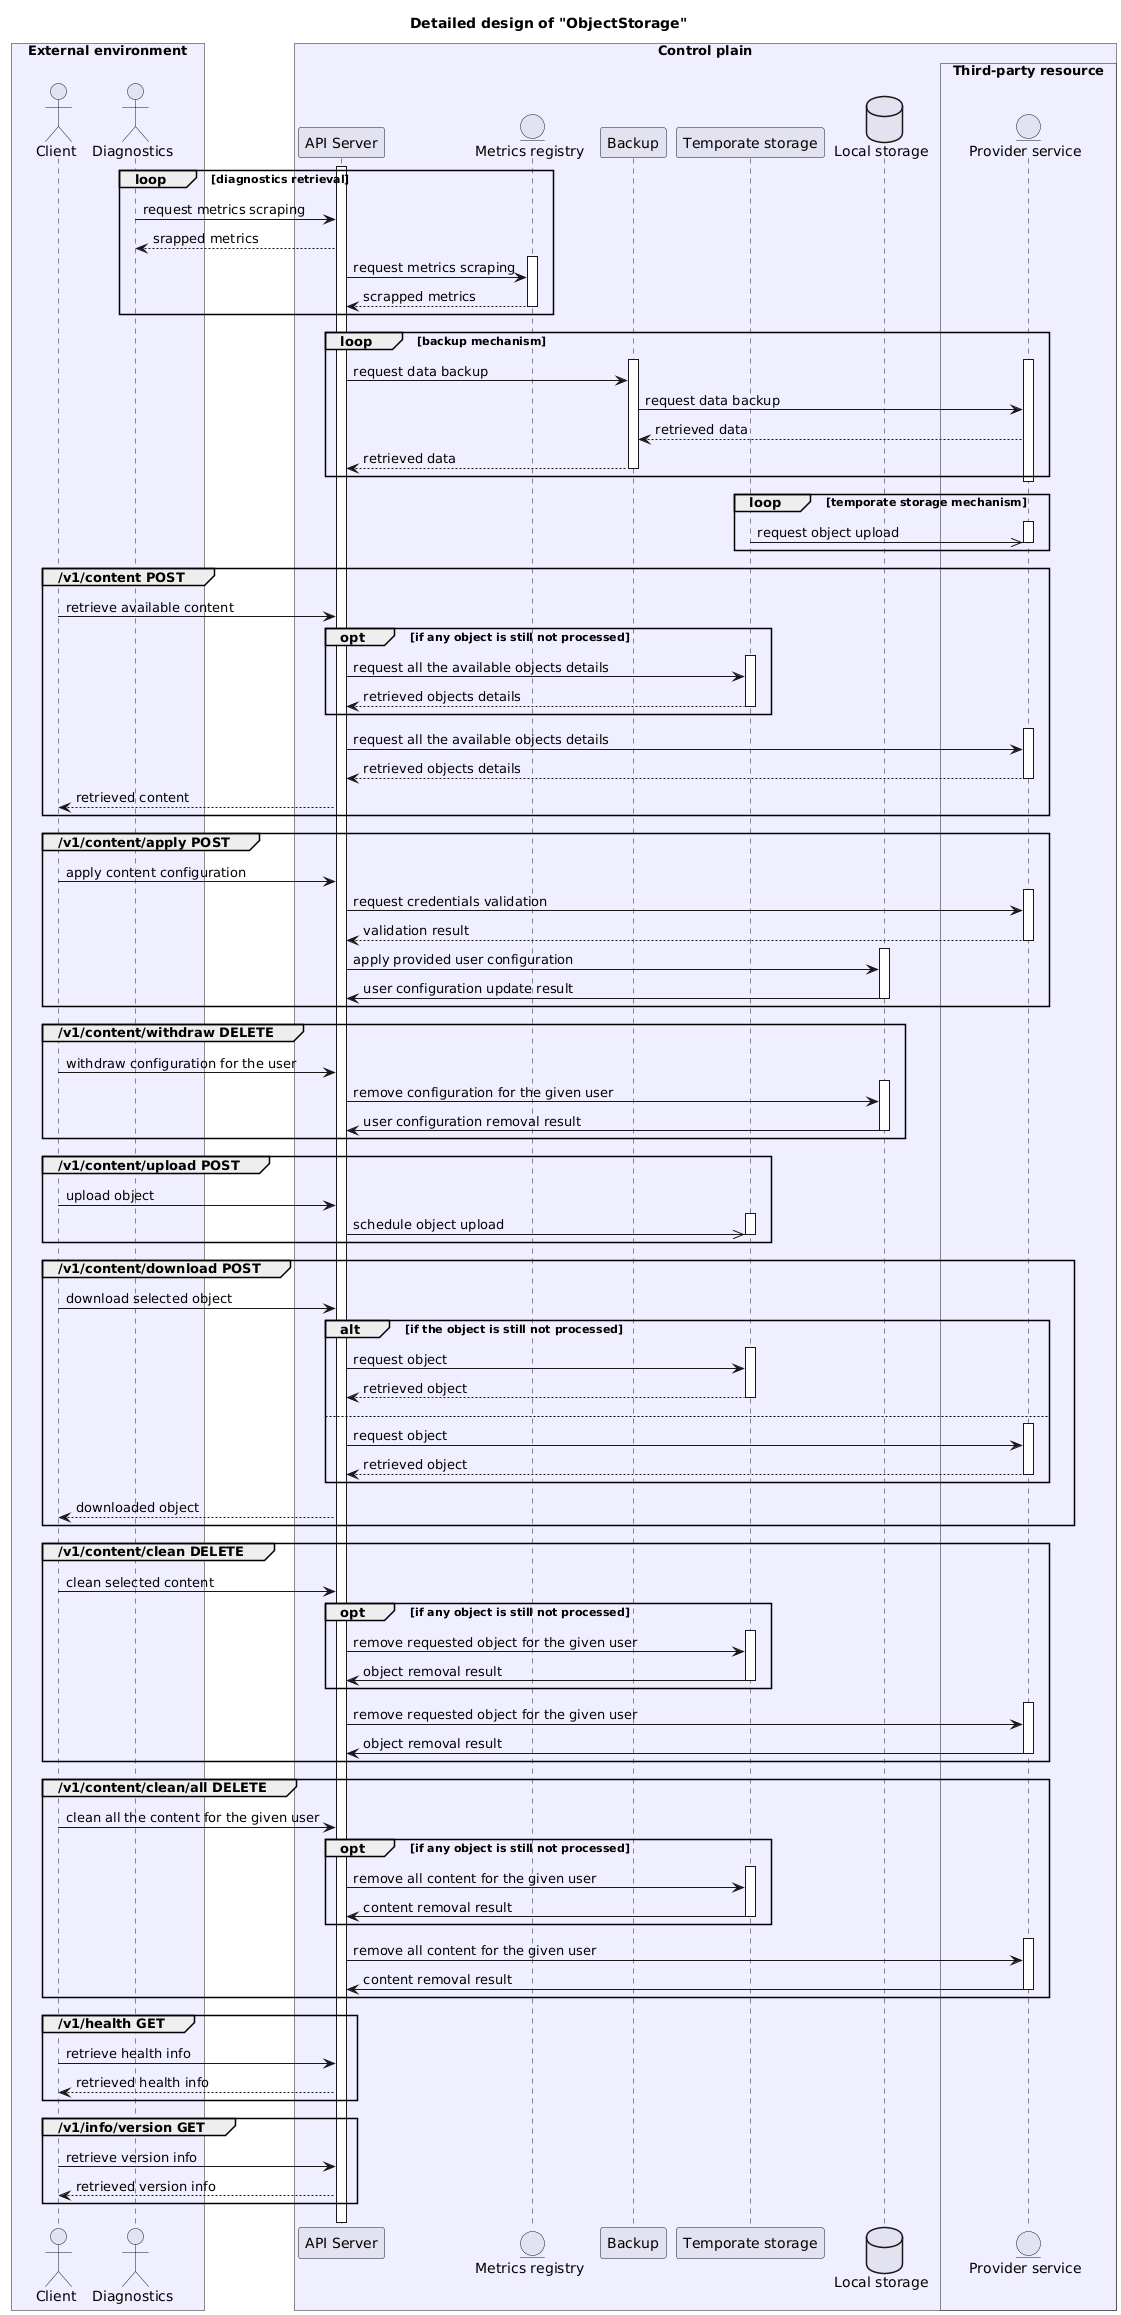 Detailed design of "ObjectStorage"
External environment
Control plain
Third-party resource
Client
Diagnostics
API Server
Metrics registry
Backup
Temporate storage
Local storage
Provider service
loop [diagnostics retrieval]
request metrics scraping
srapped metrics
request metrics scraping
scrapped metrics
loop [backup mechanism]
request data backup
request data backup
retrieved data
retrieved data
loop [temporate storage mechanism]
request object upload
/v1/content POST
retrieve available content
opt [if any object is still not processed]
request all the available objects details
retrieved objects details
request all the available objects details
retrieved objects details
retrieved content
/v1/content/apply POST
apply content configuration
request credentials validation
validation result
apply provided user configuration
user configuration update result
/v1/content/withdraw DELETE
withdraw configuration for the user
remove configuration for the given user
user configuration removal result
/v1/content/upload POST
upload object
schedule object upload
/v1/content/download POST
download selected object
alt [if the object is still not processed]
request object
retrieved object
request object
retrieved object
downloaded object
/v1/content/clean DELETE
clean selected content
opt [if any object is still not processed]
remove requested object for the given user
object removal result
remove requested object for the given user
object removal result
/v1/content/clean/all DELETE
clean all the content for the given user
opt [if any object is still not processed]
remove all content for the given user
content removal result
remove all content for the given user
content removal result
/v1/health GET
retrieve health info
retrieved health info
/v1/info/version GET
retrieve version info
retrieved version info
Client
Diagnostics
API Server
Metrics registry
Backup
Temporate storage
Local storage
Provider service